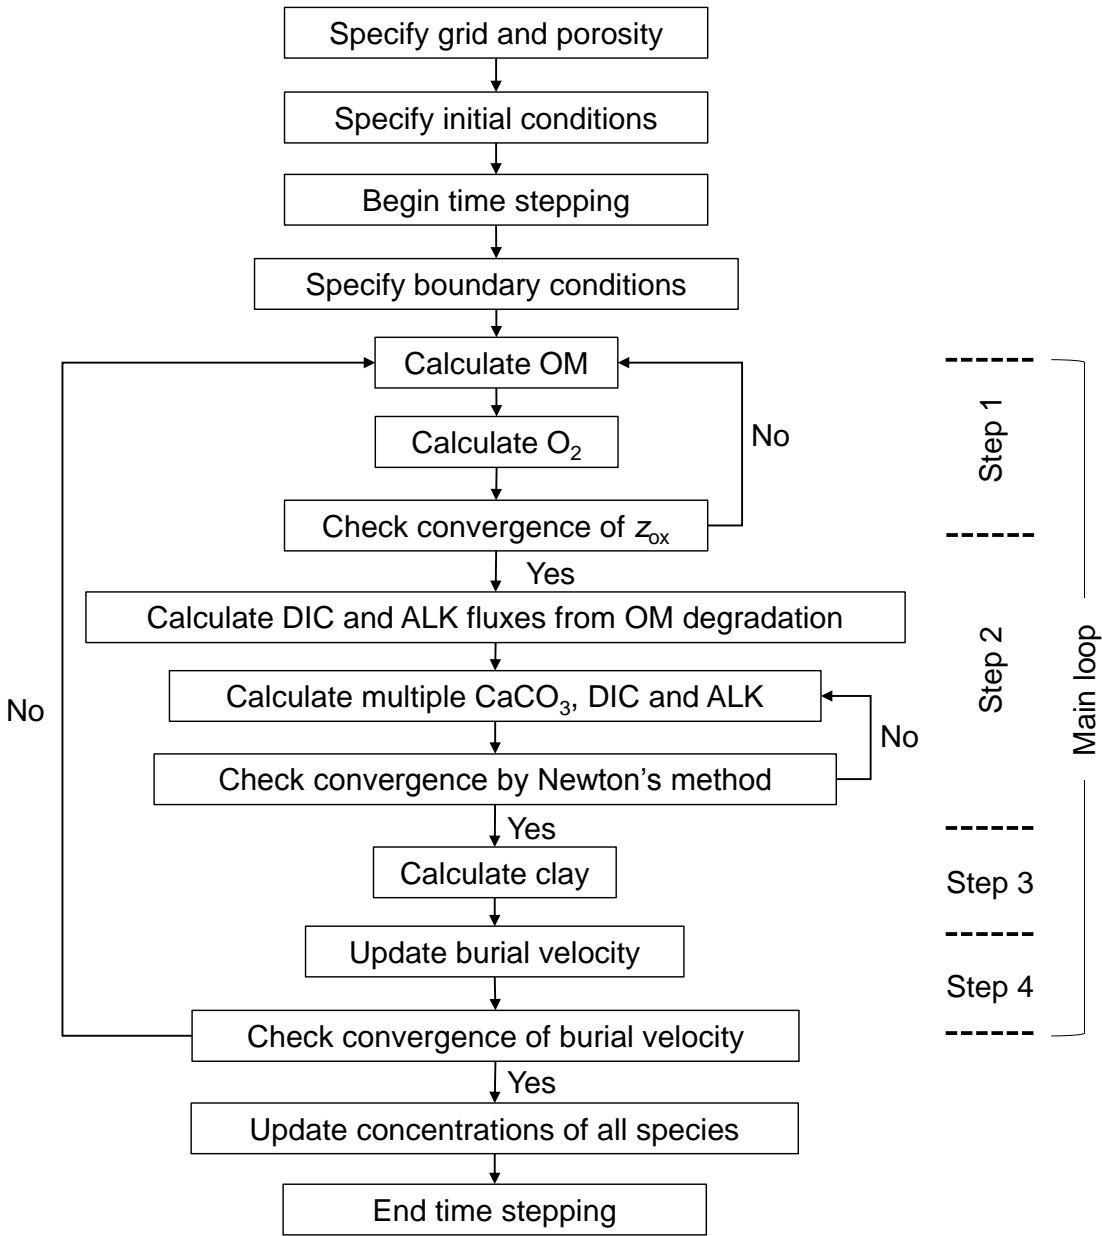 Specify grid and porosity
Specify initial conditions
Begin time stepping
Specify boundary conditions
Calculate OM
Calculate O₂
No
Step 1
Check convergence of z_ox
Yes
Calculate DIC and ALK fluxes from OM degradation
Calculate multiple CaCO₃, DIC and ALK
No
No
Step 2
Main loop
Check convergence by Newton's method
Yes
Calculate clay
Step 3
Update burial velocity
Step 4
Check convergence of burial velocity
Yes
Update concentrations of all species
End time stepping